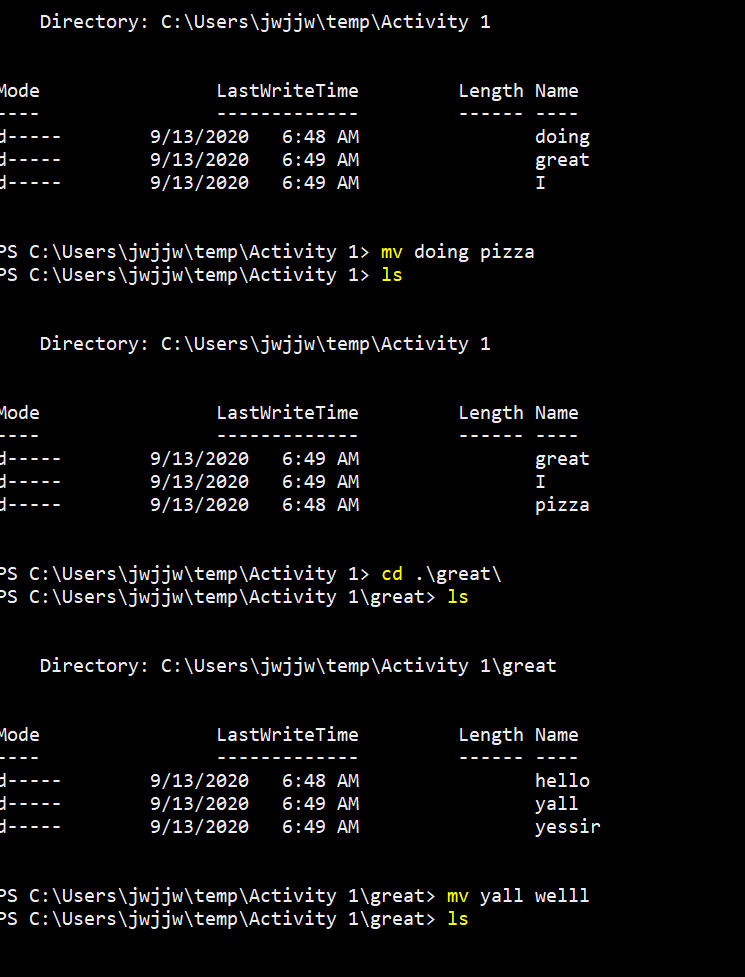 Directory: C:\Users\jwjjw\temp\Activity 1
Mode LastWriteTime Length Name
---- ------------- ------ ----
d----- 9/13/2020 6:48 AM doing
d----- 9/13/2020 6:49 AM great
d----- 9/13/2020 6:49 AM I
PS C:\Users\jwjjw\temp\Activity 1> mv doing pizza
PS C:\Users\jwjjw\temp\Activity 1> ls
Directory: C:\Users\jwjjw\temp\Activity 1
Mode LastWriteTime Length Name
---- ------------- ------ ----
d----- 9/13/2020 6:49 AM great
d----- 9/13/2020 6:49 AM I
d----- 9/13/2020 6:48 AM pizza
PS C:\Users\jwjjw\temp\Activity 1> cd .\great\
PS C:\Users\jwjjw\temp\Activity 1\great> ls
Directory: C:\Users\jwjjw\temp\Activity 1\great
Mode LastWriteTime Length Name
---- ------------- ------ ----
d----- 9/13/2020 6:48 AM hello
d----- 9/13/2020 6:49 AM yall
d----- 9/13/2020 6:49 AM yessir
PS C:\Users\jwjjw\temp\Activity 1\great> mv yall welll
PS C:\Users\jwjjw\temp\Activity 1\great> ls